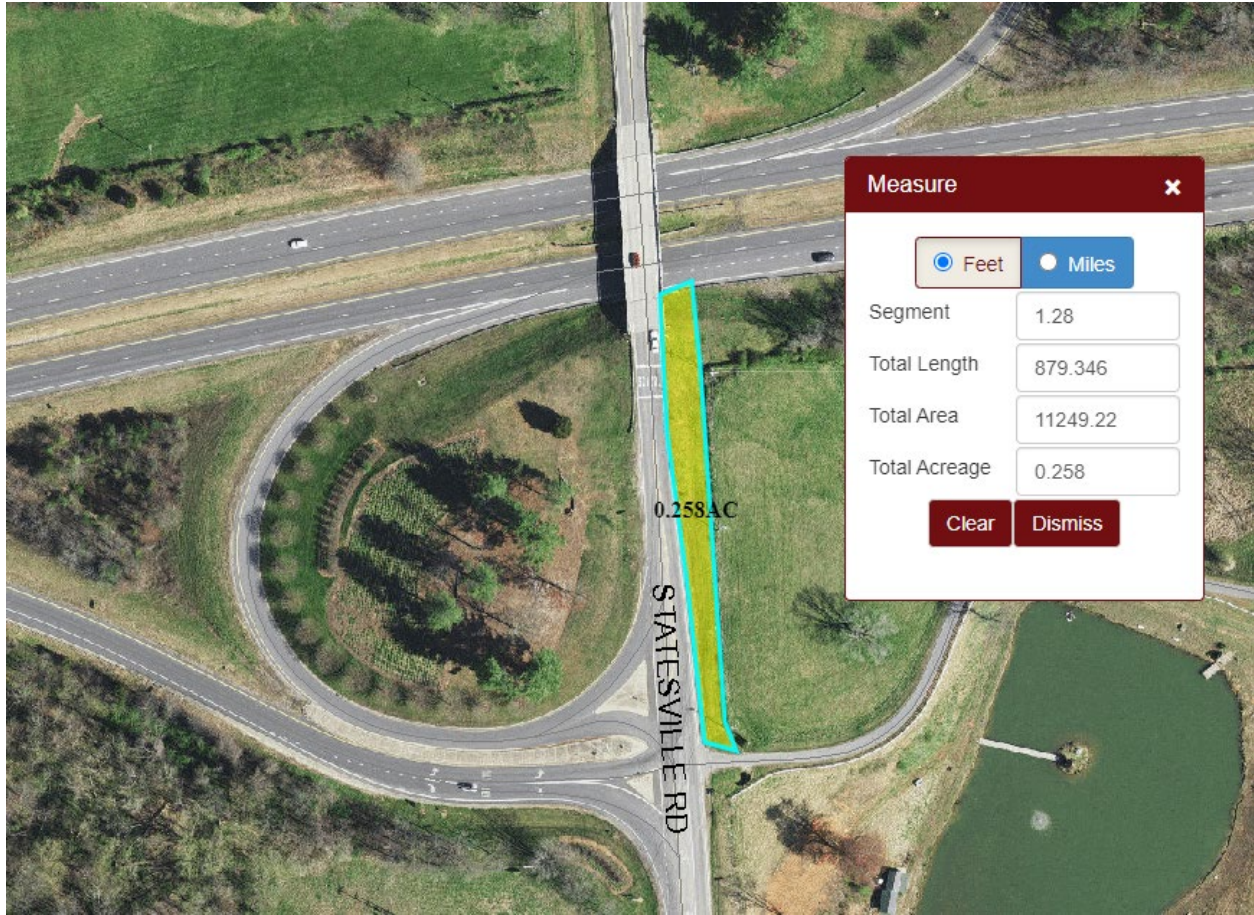 Measure ×
Feet Miles
Segment 1.28
Total Length 879.346
Total Area 11249.22
Total Acreage 0.258
Clear Dismiss
0.258AC
STATESVILLE RD